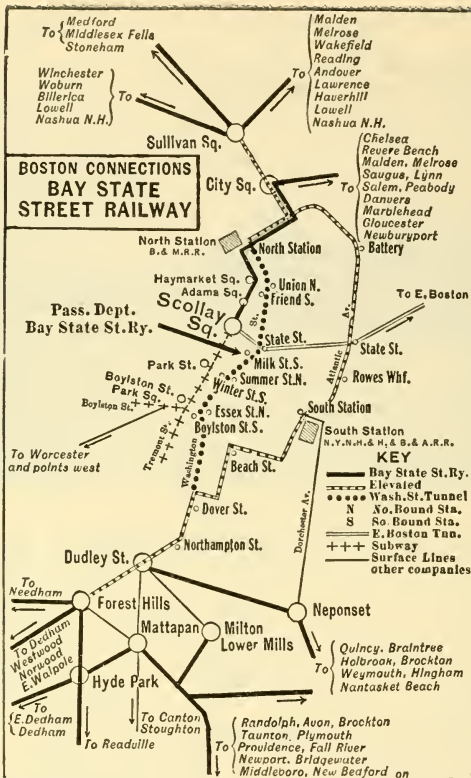 To
Medford
Middlesex Fells
Stoneham
Winchester
Woburn
Billerica
Lowell
Nashua N.H.
To
To
Malden
Melrose
Wakefield
Reading
Andover
Lawrence
Haverhill
Lowell
Nashua N.H.
Sullivan Sq.
BOSTON CONNECTIONS
BAY STATE
STREET RAILWAY
City Sq.
To
Chelsea
Revere Beach
Malden, Melrose
Saugus, Lynn
Salem, Peabody
Danvers
Marblehead
Gloucester
Newburyport
North Station
B. & M.R.R.
North Station
Battery
Haymarket Sq.
Adams Sq.
Scollay
Sq.
Union N.
Friend S.
St.
To E. Boston
Pass. Dept.
Bay State St. Ry.
State St.
State St.
Atlantic Av.
Milk St. S.
Park St.
Summer St. N.
Winter St. S.
Rowes Whf.
Boylston St.
Park Sq.
Boylston St.
Essex St. N.
Boylston St. S.
South Station
South Station
N.Y.N.H. & H. & B. & A.R.R.
Tremont St.
Washington
To Worcester
and points west
Beach St.
Dover St.
Dorchester Av.
KEY
Bay State St. Ry.
Elevated
Wash. St. Tunnel
N No. Bound Sta.
S So. Bound Sta.
E. Boston Tun.
Subway
Surface Lines
other companies
Northampton St.
Dudley St.
To
Needham
Forest Hills
Mattapan
Milton
Lower Mills
Neponset
To Dedham
Westwood
Norwood
E. Walpole
Hyde Park
To
Quincy, Braintree
Holbrook, Brockton
Weymouth, Hingham
Nantasket Beach
To
E. Dedham
Dedham
To Readville
To Canton
Stoughton
To
Randolph, Avon, Brockton
Taunton, Plymouth
Providence, Fall River
Newport, Bridgewater
Middleboro, New Bedford on